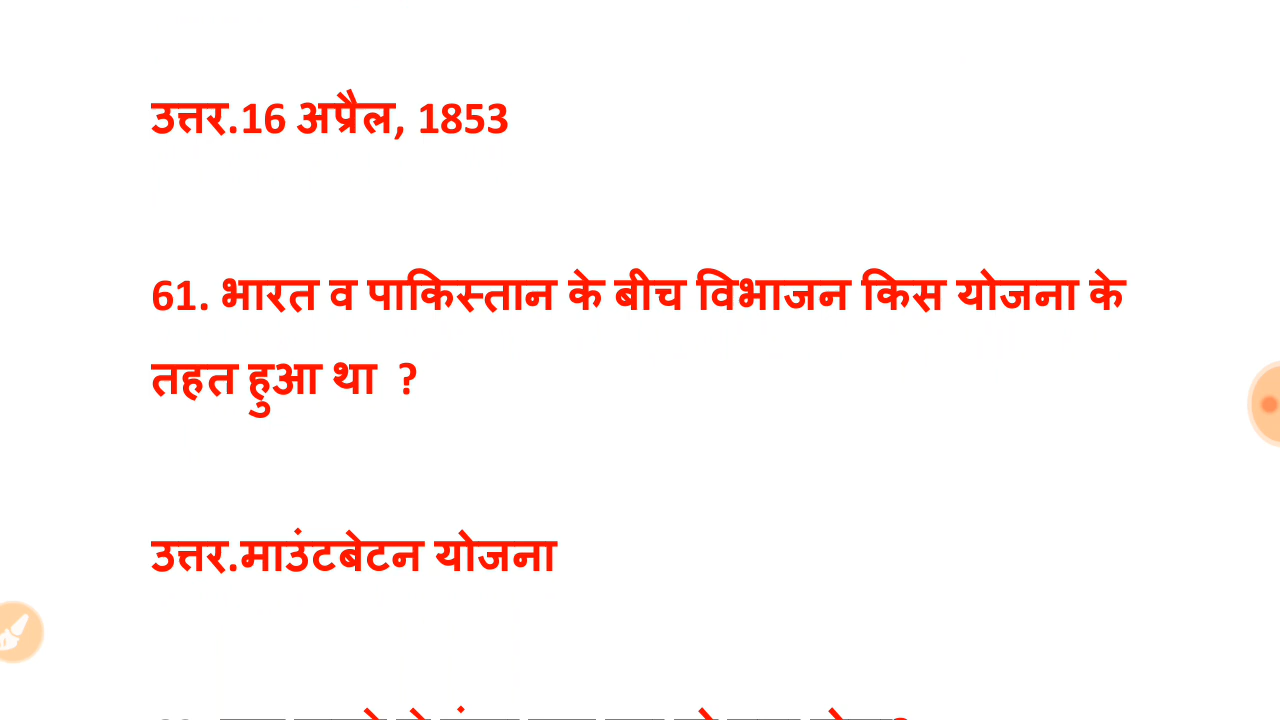 उत्तर.16 अप्रैल, 1853
61. भारत व पाकिस्तान के बीच विभाजन किस योजना के
तहत हुआ था ?
उत्तर.माउंटबेटन योजना